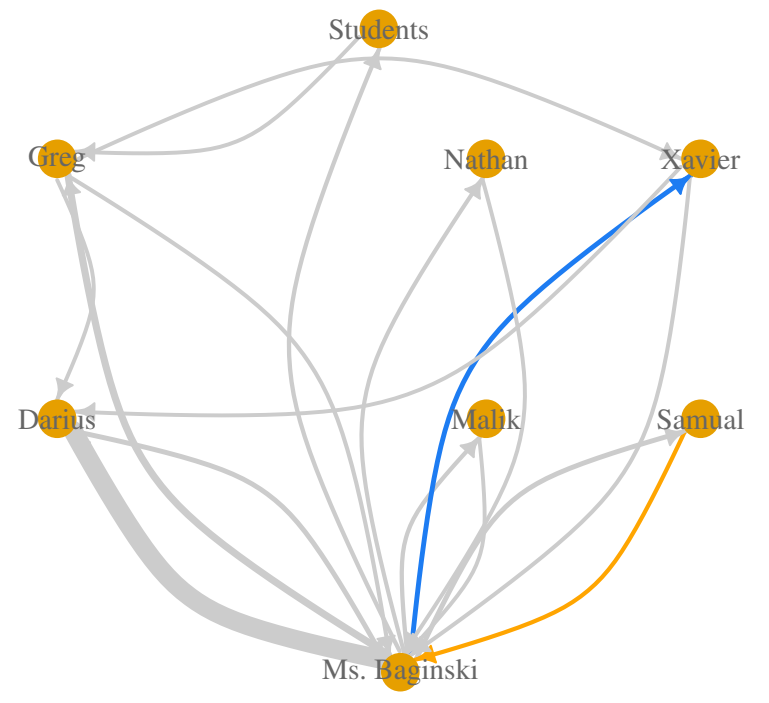 Students
Greg
Nathan
Xavier
Darius
Malik
Samual
Ms. Baginski